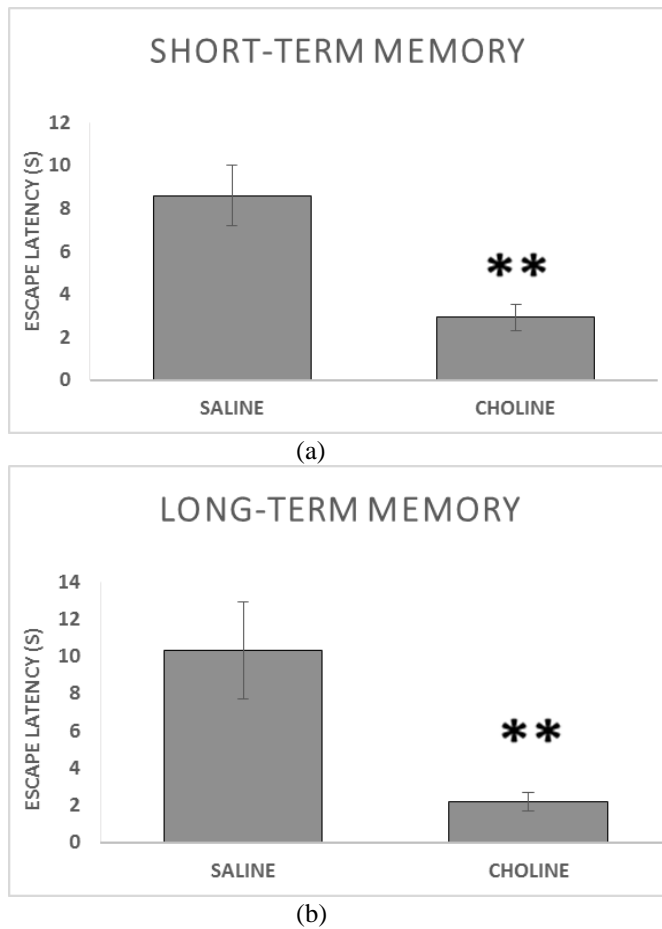 SHORT-TERM MEMORY
12
10
8
6
4
2
0
ESCAPE LATENCY (S)
**
SALINE CHOLINE
(a)
LONG-TERM MEMORY
14
12
10
8
6
4
2
0
ESCAPE LATENCY (S)
**
SALINE CHOLINE
(b)